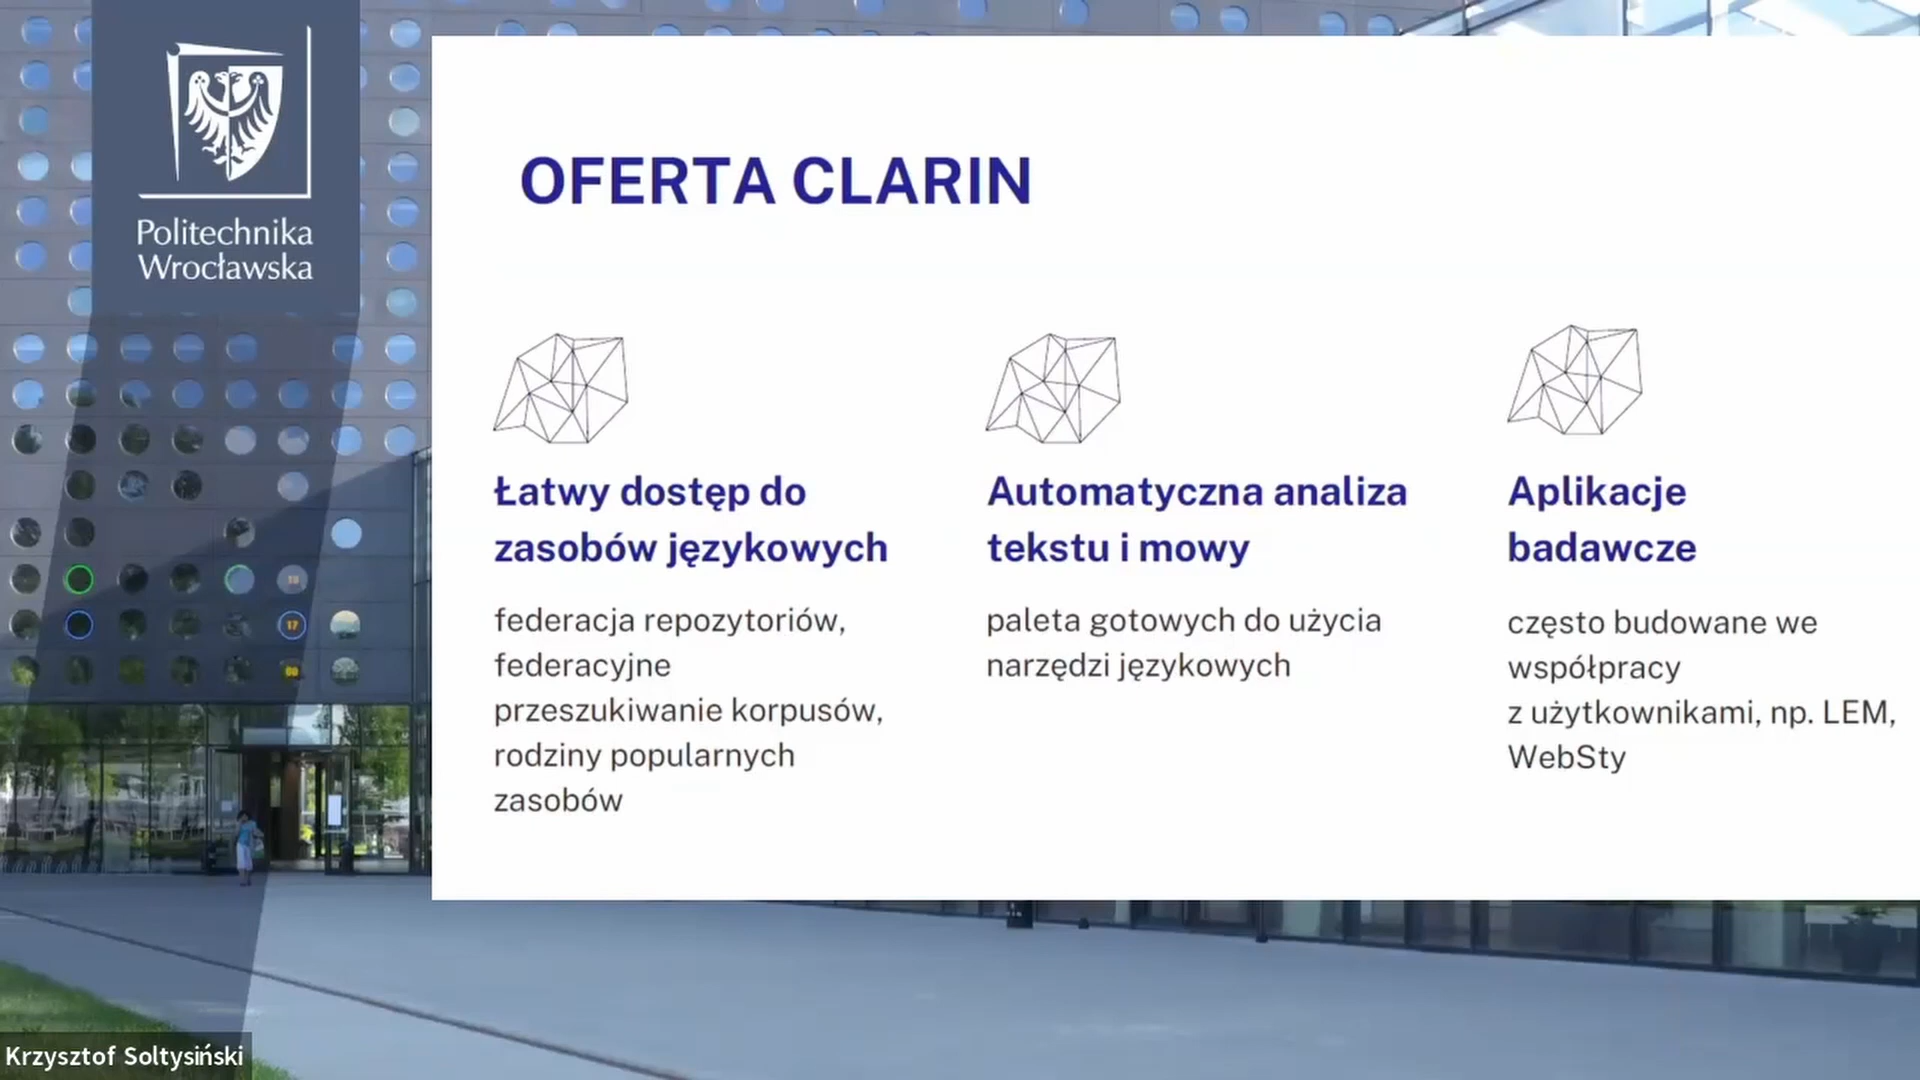 Politechnika
Wrocławska
OFERTA CLARIN
Łatwy dostęp do
zasobów językowych
federacja repozytoriów,
federacyjne
przeszukiwanie korpusów,
rodziny popularnych
zasobów
Automatyczna analiza
tekstu i mowy
paleta gotowych do użycia
narzędzi językowych
Aplikacje
badawcze
często budowane we
współpracy
z użytkownikami, np. LEM,
WebSty
17
Krzysztof Soltysiński